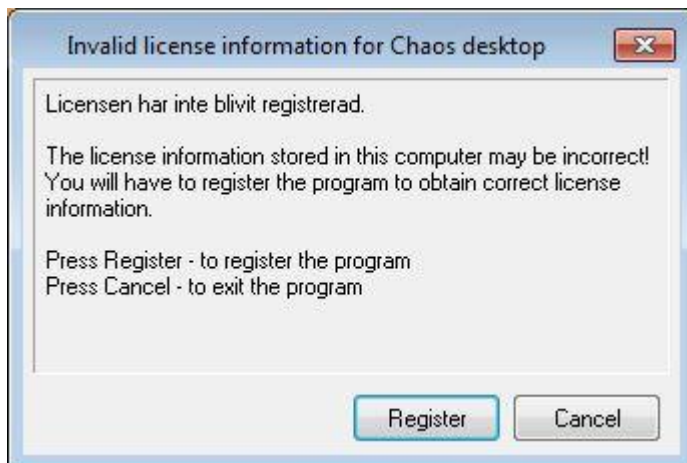 Invalid license information for Chaos desktop
Licensen har inte blivit registrerad.
The license information stored in this computer may be incorrect!
You will have to register the program to obtain correct license
information.
Press Register - to register the program
Press Cancel - to exit the program
Register
Cancel